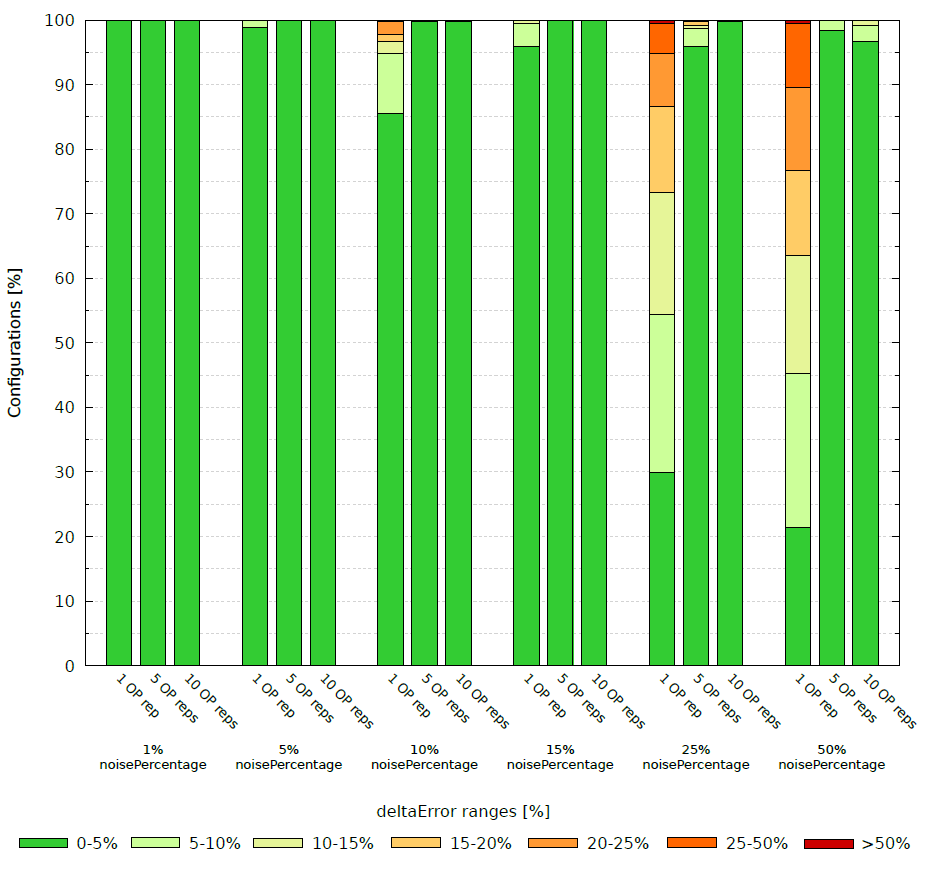 100
90
80
70
60
50
40
30
20
10
0
Configurations [%]
1 OP rep
5 OP reps
10 OP reps
1 OP rep
5 OP reps
10 OP reps
1 OP rep
5 OP reps
10 OP reps
1 OP rep
5 OP reps
10 OP reps
1 OP rep
5 OP reps
10 OP reps
1 OP rep
5 OP reps
10 OP reps
1%
noisePercentage
5%
noisePercentage
10%
noisePercentage
15%
noisePercentage
25%
noisePercentage
50%
noisePercentage
deltaError ranges [%]
0-5%
5-10%
10-15%
15-20%
20-25%
25-50%
>50%